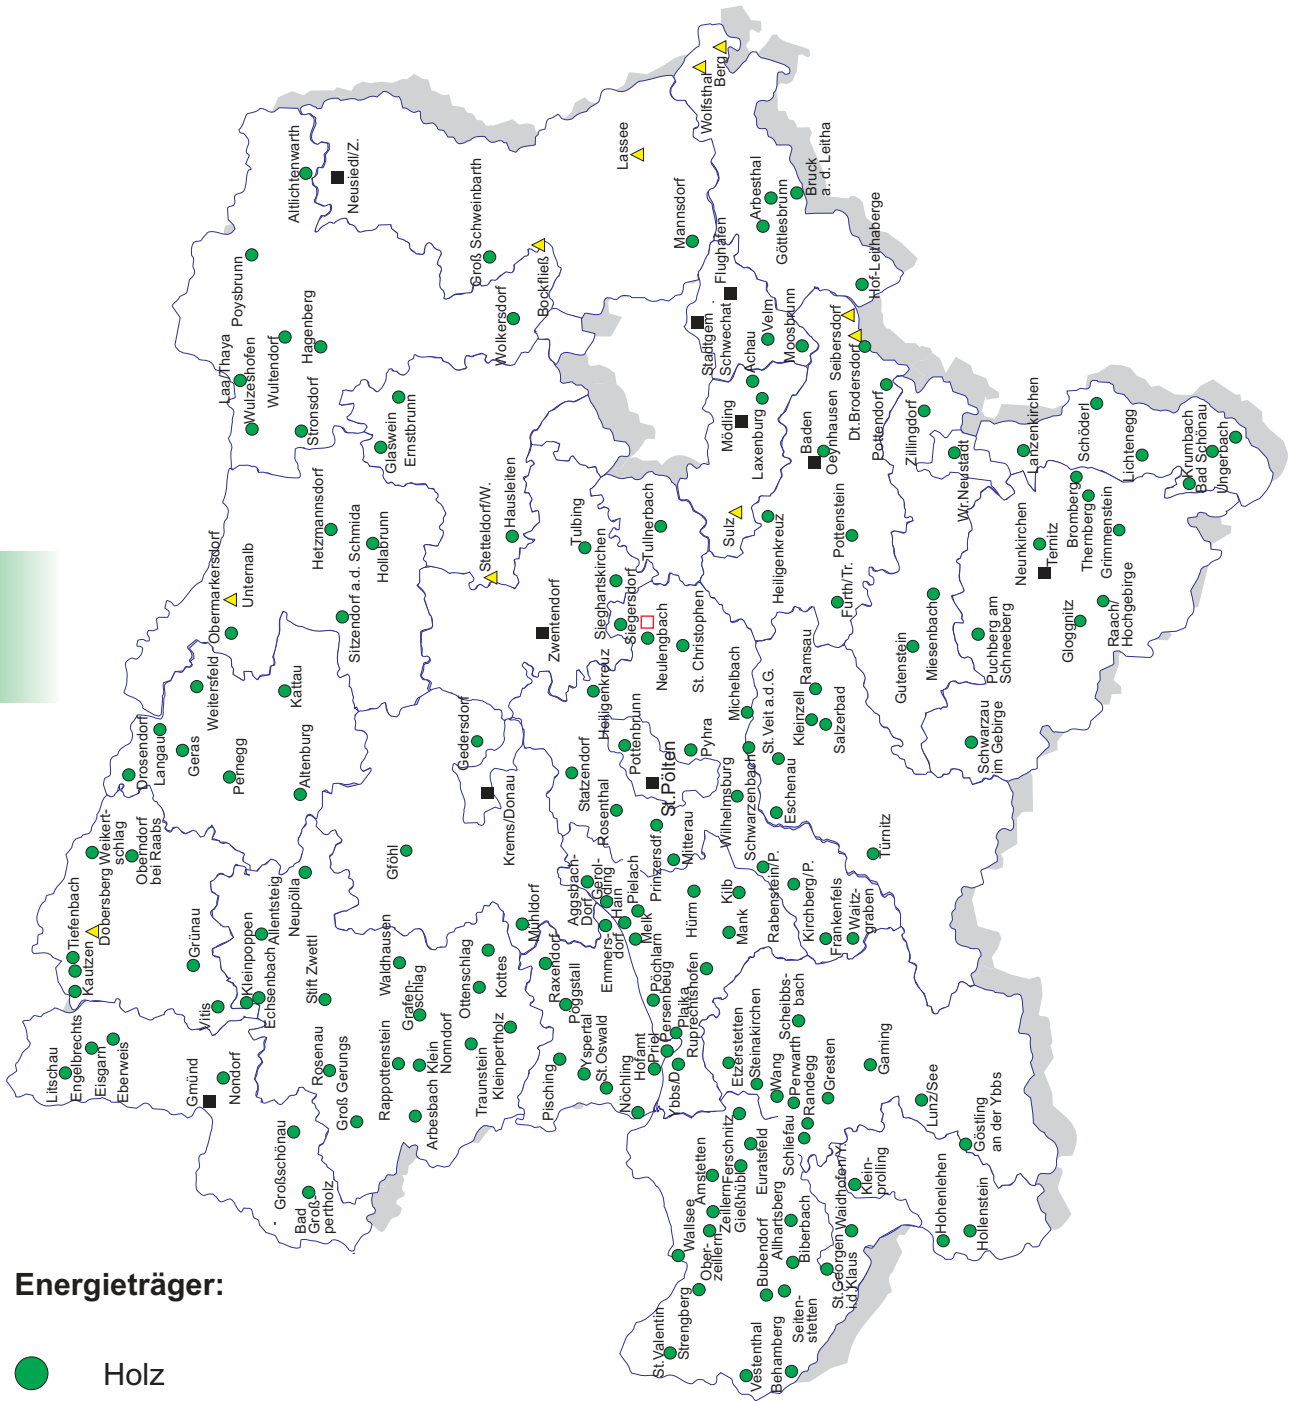 Litschau
Engelbrechts
Eisgarn
Eberweis
Gmünd
Nondorf
Großschönau
Bad
Groß-
pertholz
Kautzen
Tiefenbach
Dobersberg
Weikert-
schlag
Oberndorf
bei Raabs
Grünau
Vitis
Kleinpoppen
Echsenbach
Allentsteig
Neupölla
Stift Zwettl
Rosenau
Groß Gerungs
Rappottenstein
Waldhausen
Grafen-
schlag
Arbesbach
Klein
Nonndorf
Ottenschlag
Kottes
Traunstein
Kleinpertholz
Drosendorf
Langau
Geras
Pernegg
Weitersfeld
Kattau
Altenburg
Gföhl
Gedersdorf
Krems/Donau
Mühldorf
Obermarkersdorf
Unternalb
Hetzmannsdorf
Sitzendorf a.d. Schmida
Hollabrunn
Laa/Thaya
Wulzeshofen
Poysbrunn
Wultendorf
Hagenberg
Stronsdorf
Glaswein
Ernstbrunn
Altlichtenwarth
Neusiedl/Z.
Groß Schweinbarth
Wolkersdorf
Bockfließ
Lassee
Mannsdorf
Stetteldorf/W.
Hausleiten
Zwentendorf
Tulbing
Sieghartskirchen
Siegersdorf
Tullnerbach
Neulengbach
St. Christophen
Heiligenkreuz
Statzendorf
Pottenbrunn
Rosenthal
St.Pölten
Pyhra
Prinzersdf.
Mitterau
Wilhelmsburg
Schwarzenbach
Michelbach
St.Veit a.d.G.
Eschenau
Kleinzell
Ramsau
Salzerbad
Türnitz
Raxendorf
Pöggstall
Aggsbach-
Dorf
Gerol-
ding
Hain
Emmers-
dorf
Pielach
Melk
Pöchlarn
Pisching
Yspertal
St.Oswald
Nöchling
Hofamt
Priel
Persenbeug
Ybbs/D.
Plaika
Ruprechtshofen
Hürm
Kilb
Mank
Rabenstein/P.
Kirchberg/P.
Frankenfels
Waitz-
graben
Etzerstetten
Steinakirchen
Wang
Perwarth
Randegg
Scheibbs-
bach
Gresten
Gaming
Lunz/See
Göstling
an der Ybbs
St.Valentin
Strengberg
Wallsee
Ober-
zeillern
Zeillern
Amstetten
Ferschnitz
Gießhübl
Euratsfeld
Schliefau
Bubendorf
Allhartsberg
Biberbach
Seiten-
stetten
Vestenthal
Behamberg
St.Georgen
i.d.Klaus
Waidhofen/Y.
Klein-
prolling
Hohenlehen
Hollenstein
Wolfsthal
Berg
Arbesthal
Göttlesbrunn
Bruck
a. d. Leitha
Hof-Leithaberge
Flughafen
Stadtgem.
Schwechat
Achau
Velm
Moosbrunn
Mödling
Laxenburg
Sulz
Heiligenkreuz
Baden
Oeynhausen
Seibersdorf
Dt.Brodersdorf
Pottendorf
Pottenstein
Furth/Tr.
Zillingdorf
Wr.Neustadt
Lanzenkirchen
Gutenstein
Miesenbach
Puchberg am
Schneeberg
Schwarzau
im Gebirge
Neunkirchen
Ternitz
Gloggnitz
Raach/
Hochgebirge
Bromberg
Thernberg
Grimmenstein
Schöderl
Lichtenegg
Krumbach
Bad Schönau
Ungerbach
Energieträger:
Holz